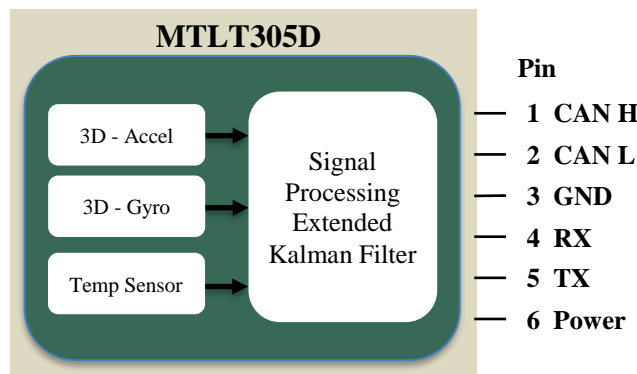 MTLT305D
3D - Accel
3D - Gyro
Temp Sensor
Signal
Processing
Extended
Kalman Filter
Pin
1 CAN H
2 CAN L
3 GND
4 RX
5 TX
6 Power